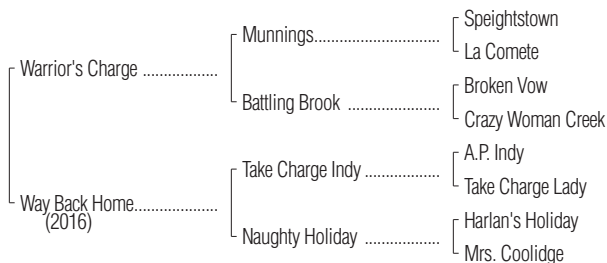 Speightstown
Munnings
La Comete
Warrior's Charge
Broken Vow
Battling Brook
Crazy Woman Creek
A.P. Indy
Take Charge Indy
Take Charge Lady
Way Back Home
(2016)
Harlan's Holiday
Naughty Holiday
Mrs. Coolidge